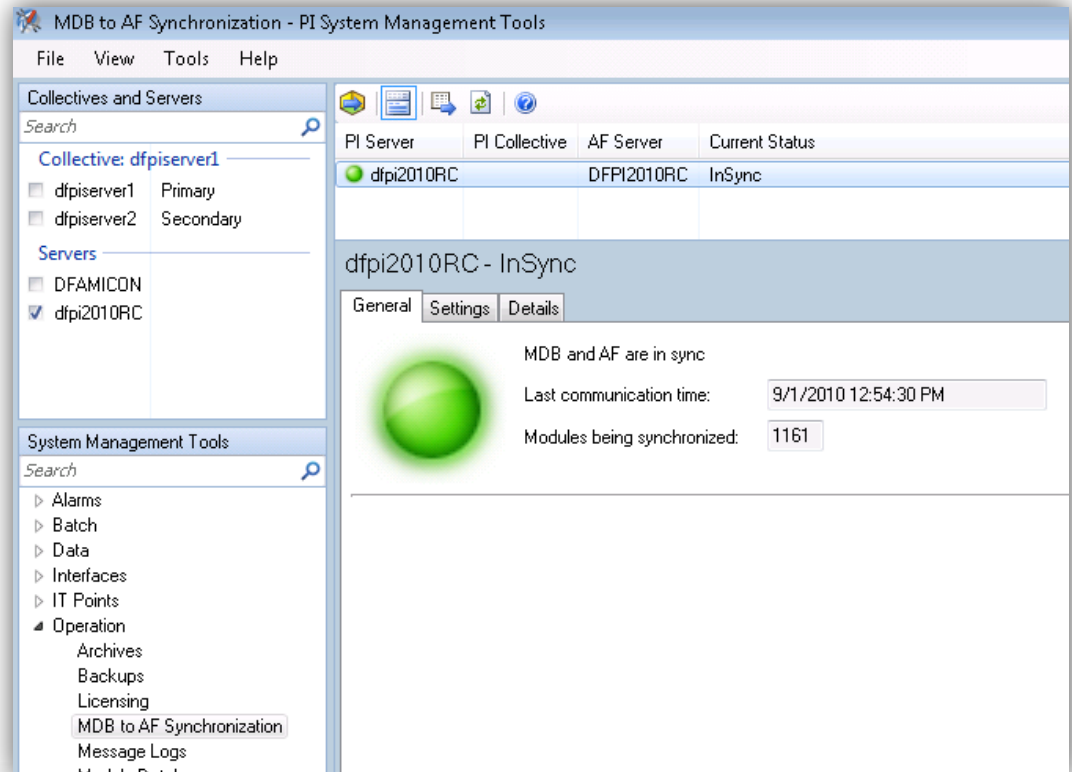 MDB to AF Synchronization - PI System Management Tools
File View Tools Help
Collectives and Servers
Search
Collective: dfpiserver1
dfpiserver1 Primary
dfpiserver2 Secondary
Servers
DFAMICON
dfpi2010RC
System Management Tools
Search
Alarms
Batch
Data
Interfaces
IT Points
Operation
Archives
Backups
Licensing
MDB to AF Synchronization
Message Logs
PI Server PI Collective AF Server Current Status
dfpi2010RC DFPI2010RC InSync
dfpi2010RC - InSync
General Settings Details
MDB and AF are in sync
Last communication time: 9/1/2010 12:54:30 PM
Modules being synchronized: 1161